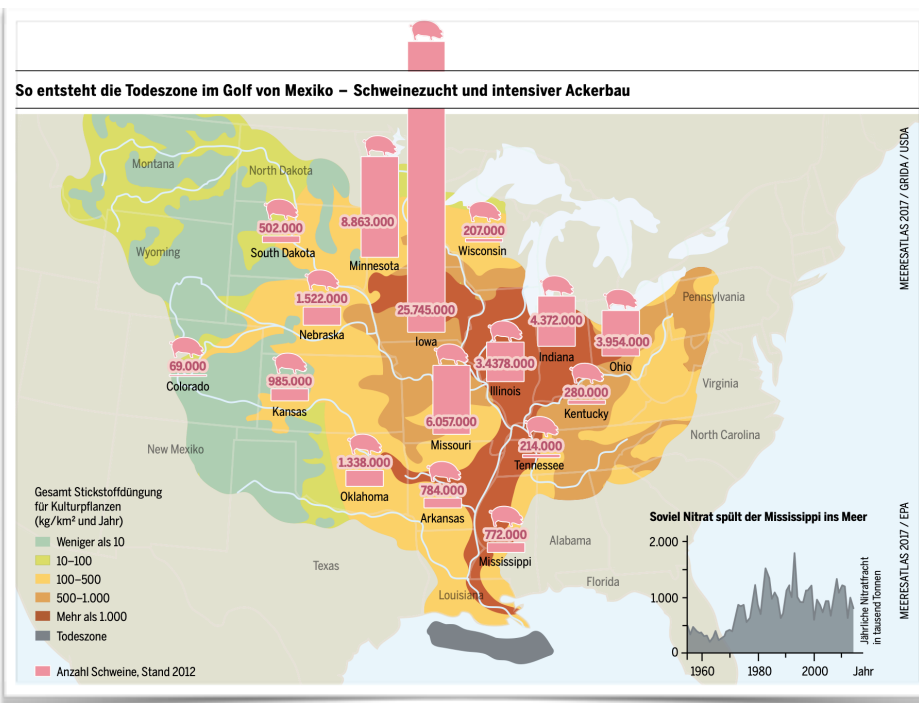 So entsteht die Todeszone im Golf von Mexiko – Schweinezucht und intensiver Ackerbau
MEERESATLAS 2017 / GRIDA / USDA
Montana
North Dakota
8.863.000
Minnesota
502.000
South Dakota
207.000
Wisconsin
Wyoming
1.522.000
Nebraska
25.745.000
Iowa
4.372.000
Indiana
3.954.000
Ohio
Pennsylvania
69.000
Colorado
985.000
Kansas
3.4378.000
Illinois
280.000
Kentucky
Virginia
6.057.000
Missouri
214.000
Tennessee
North Carolina
New Mexiko
1.338.000
Oklahoma
784.000
Arkansas
772.000
Mississippi
Alabama
Texas
Louisiana
Florida
Gesamt Stickstoffdüngung
für Kulturpflanzen
(kg/km² und Jahr)
Weniger als 10
10–100
100–500
500–1.000
Mehr als 1.000
Todeszone
Anzahl Schweine, Stand 2012
Soviel Nitrat spült der Mississippi ins Meer
2.000
1.000
0
1960
1980
2000
Jahr
Jährliche Nitratfracht
in tausend Tonnen
MEERESATLAS 2017 / EPA